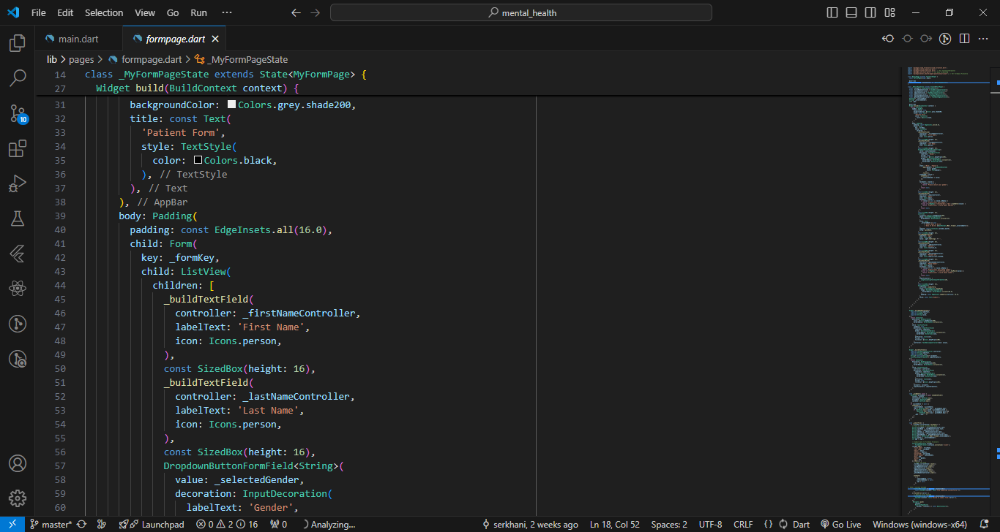 File Edit Selection View Go Run ··· mental_health
main.dart formpage.dart
lib > pages > formpage.dart > _MyFormPageState
14 class _MyFormPageState extends State<MyFormPage> {
27 Widget build(BuildContext context) {
31 backgroundColor: Colors.grey.shade200,
32 title: const Text(
33 'Patient Form',
34 style: TextStyle(
35 color: Colors.black,
36 ), // TextStyle
37 ), // Text
38 ), // AppBar
39 body: Padding(
40 padding: const EdgeInsets.all(16.0),
41 child: Form(
42 key: _formKey,
43 child: ListView(
44 children: [
45 _buildTextField(
46 controller: _firstNameController,
47 labelText: 'First Name',
48 icon: Icons.person,
49 ),
50 const SizedBox(height: 16),
51 _buildTextField(
52 controller: _lastNameController,
53 labelText: 'Last Name',
54 icon: Icons.person,
55 ),
56 const SizedBox(height: 16),
57 DropdownButtonFormField<String>(
58 value: _selectedGender,
59 decoration: InputDecoration(
60 labelText: 'Gender',
10
master* Launchpad 0 2 16 0 Analyzing... serkhani, 2 weeks ago Ln 18, Col 52 Spaces: 2 UTF-8 CRLF {} Dart Go Live Windows (windows-x64)